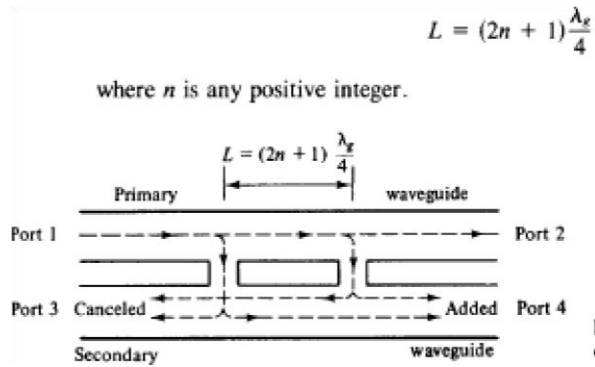 L = (2n + 1) λg/4
where n is any positive integer.
L = (2n + 1) λg/4
Primary waveguide
Port 1 Port 2
Port 3 Canceled Added Port 4
Secondary waveguide